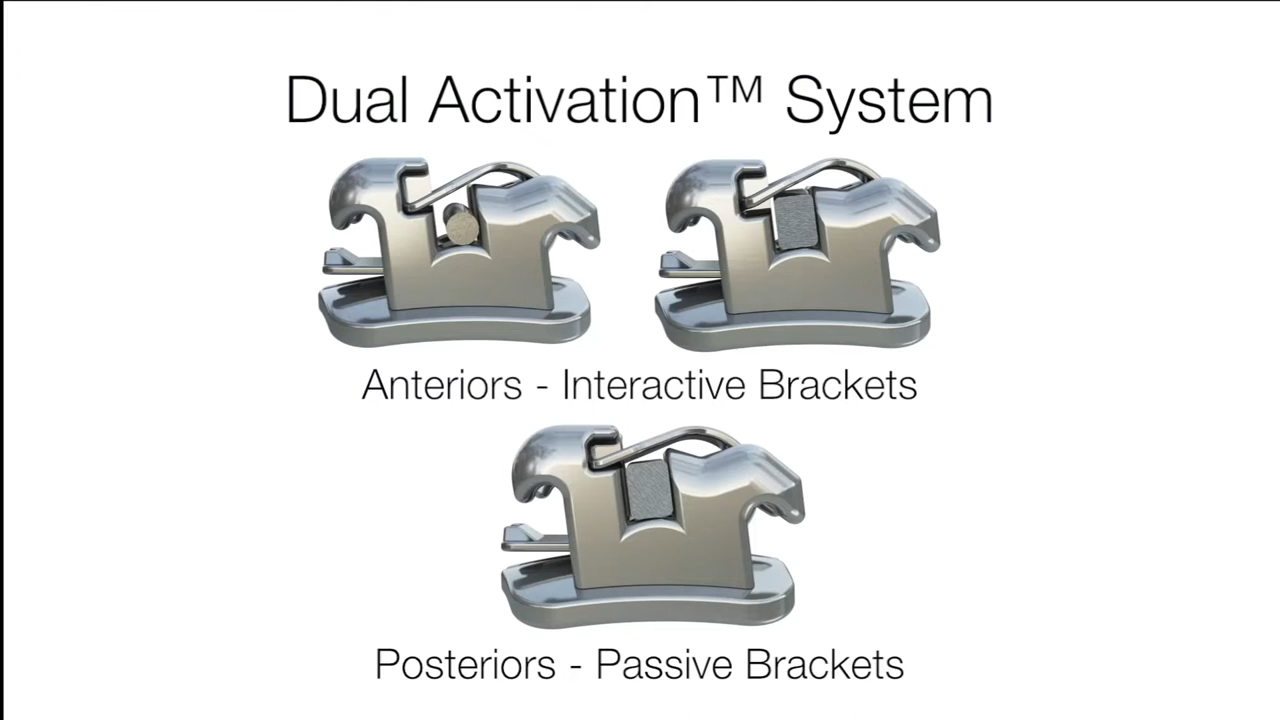 Dual Activation™ System
Anteriors - Interactive Brackets
Posteriors - Passive Brackets